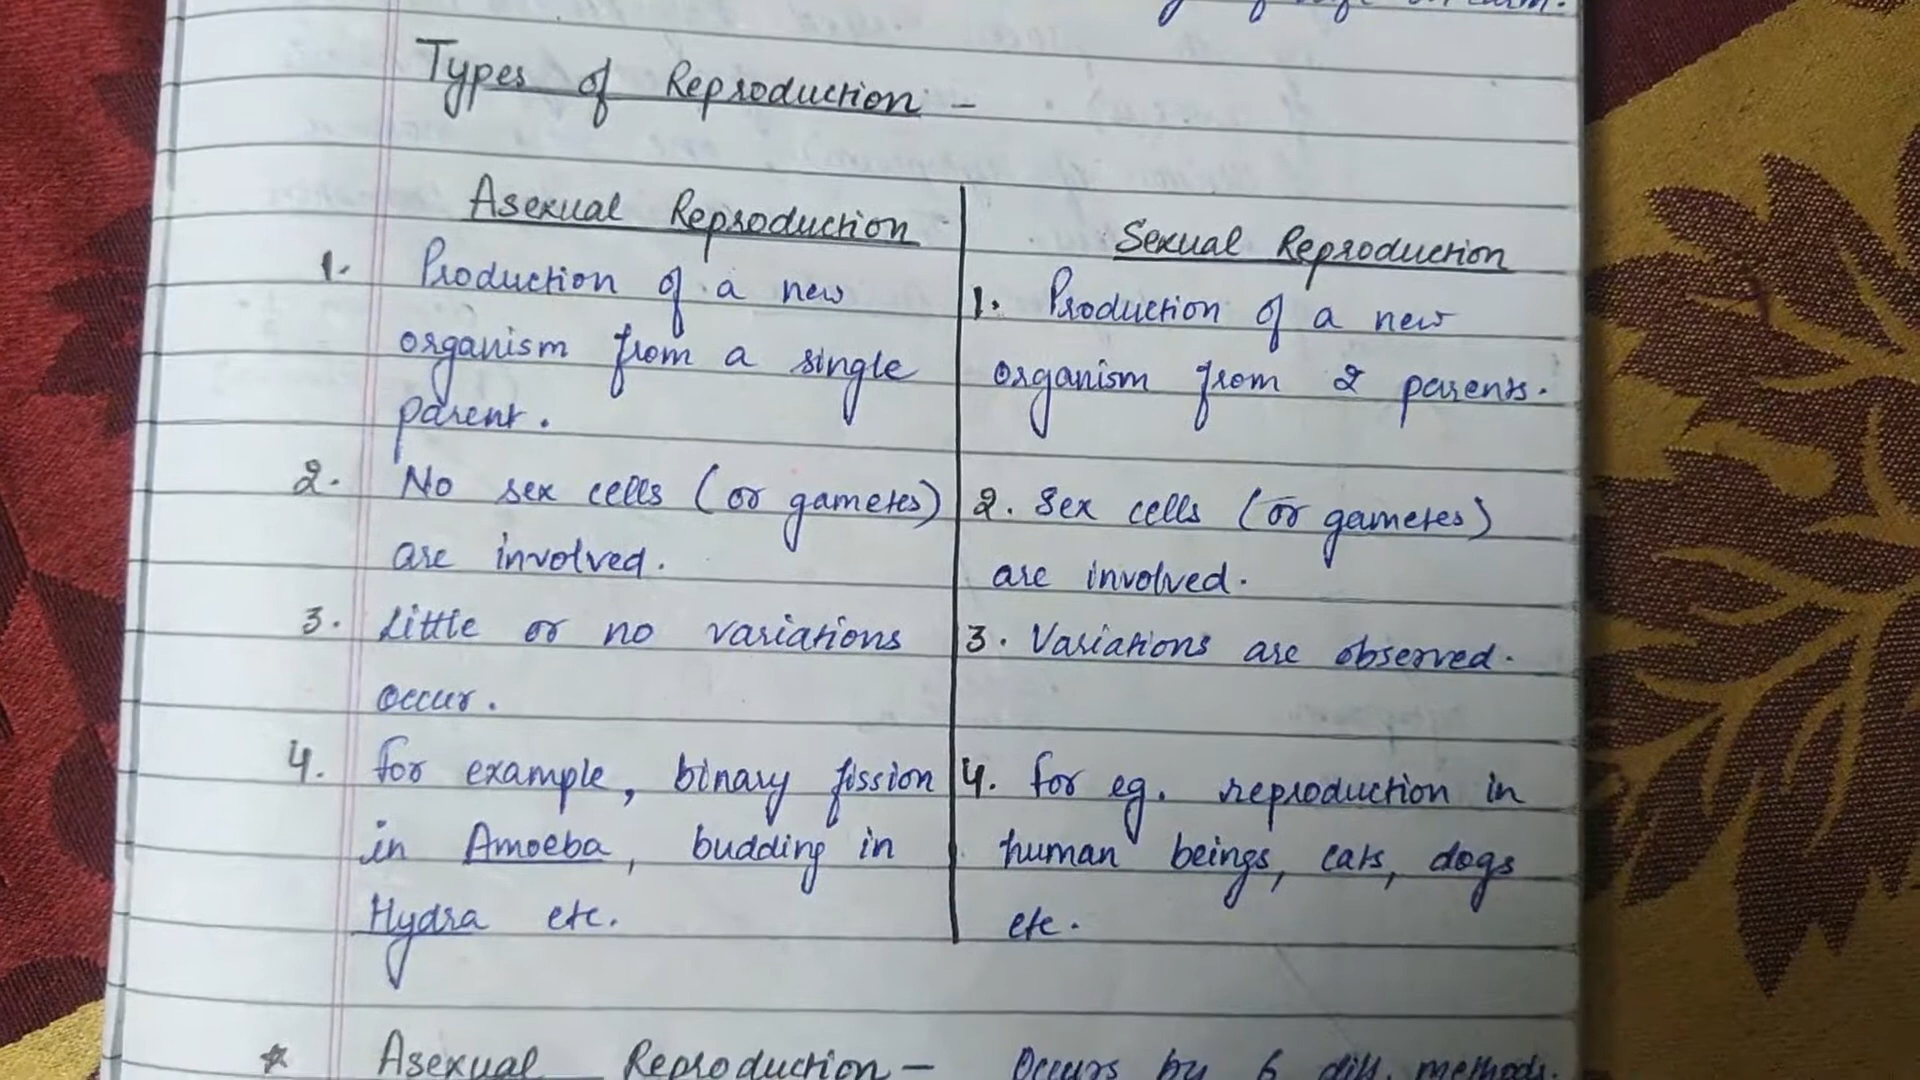 Types of Reproduction -
Asexual Reproduction
1. Production of a new
organism from a single
parent.
2. No sex cells (or gametes)
are involved.
3. Little or no variations
occur.
4. for example, binary fission
in Amoeba, budding in
Hydra etc.
Sexual Reproduction
1. Production of a new
organism from 2 parents.
2. Sex cells (or gametes)
are involved.
3. Variations are observed.
4. for eg. reproduction in
human beings, cats, dogs
etc.
* Asexual Reproduction - Occurs by 6 diff. methods.